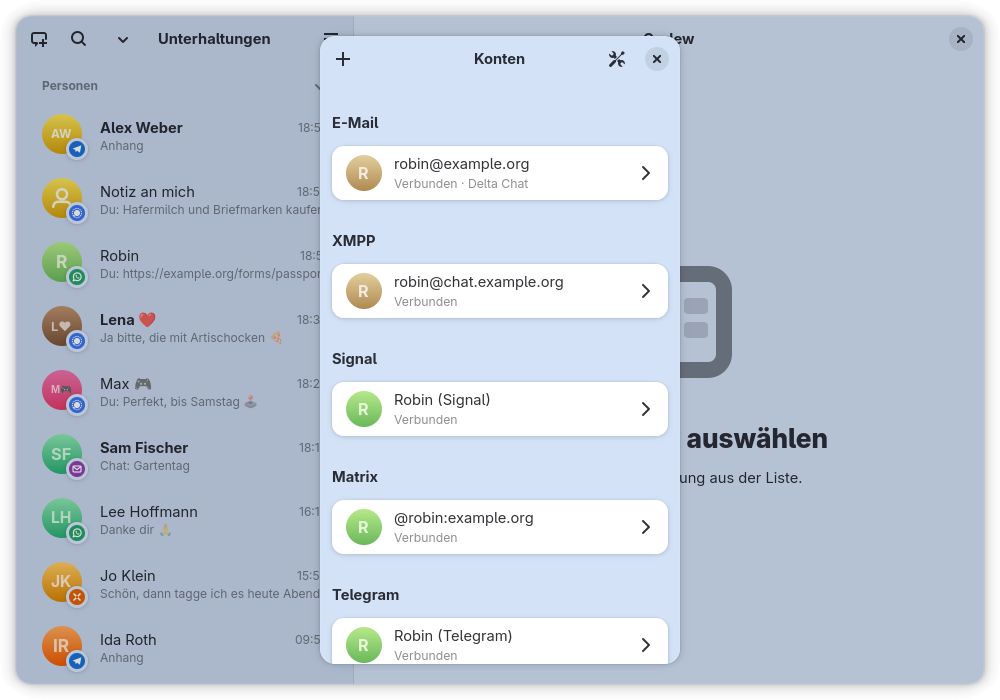 Unterhaltungen
Personen
AW
Alex Weber
18:5
Anhang
Notiz an mich
18:5
Du: Hafermilch und Briefmarken kaufen
R
Robin
18:5
Du: https://example.org/forms/passpor
L❤
Lena ❤️
18:3
Ja bitte, die mit Artischocken 🍕
M🎮
Max 🎮
18:2
Du: Perfekt, bis Samstag 🕹️
SF
Sam Fischer
18:1
Chat: Gartentag
LH
Lee Hoffmann
16:1
Danke dir 🙏
JK
Jo Klein
15:5
Schön, dann tagge ich es heute Abend
IR
Ida Roth
09:5
Anhang
Konten
E-Mail
R
robin@example.org
Verbunden · Delta Chat
XMPP
R
robin@chat.example.org
Verbunden
Signal
R
Robin (Signal)
Verbunden
Matrix
R
@robin:example.org
Verbunden
Telegram
R
Robin (Telegram)
Verbunden
auswählen
ung aus der Liste.